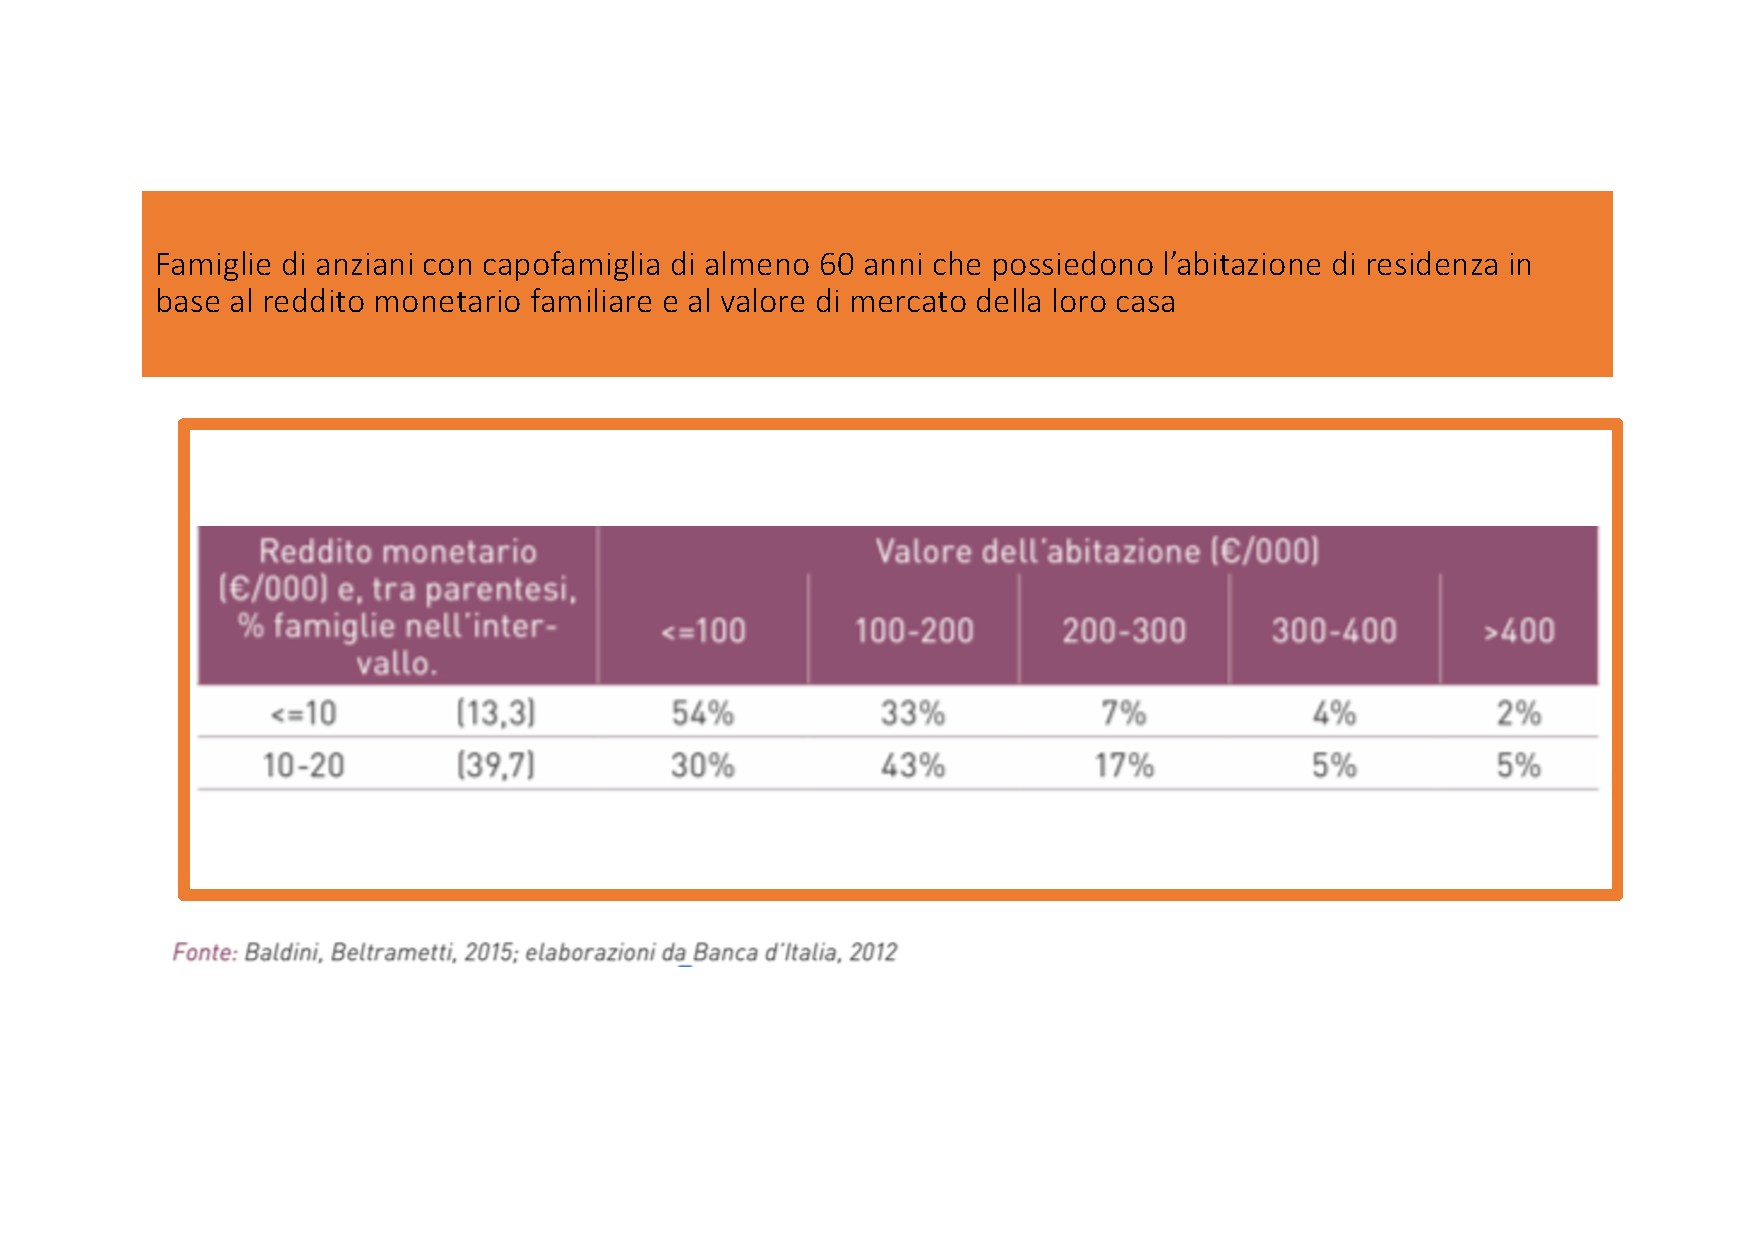 Famiglie di anziani con capofamiglia di almeno 60 anni che possiedono l’abitazione di residenza in
base al reddito monetario familiare e al valore di mercato della loro casa
Reddito monetario
(€/000) e, tra parentesi,
% famiglie nell'inter-
vallo.
Valore dell'abitazione (€/000)
<=100 100-200 200-300 300-400 >400
<=10 (13,3) 54% 33% 7% 4% 2%
10-20 (39,7) 30% 43% 17% 5% 5%
Fonte: Baldini, Beltrametti, 2015; elaborazioni da Banca d'Italia, 2012